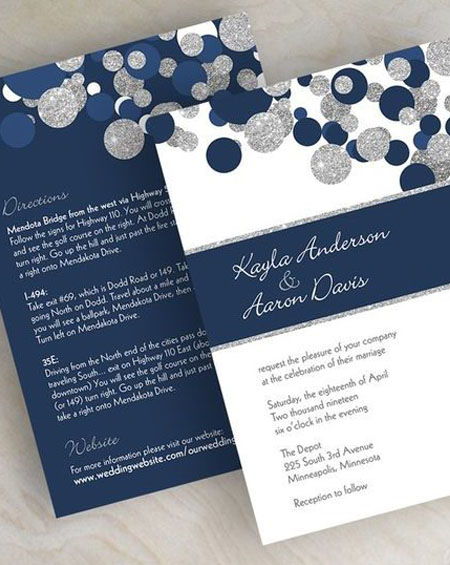 Directions
Mendota Bridge from the west via Highway
Follow the signs for Highway 110. You will cross
and see the golf course on the right. At Dodd
turn right. Go up the hill and just past the fire
a right onto Mendakota Drive.
I-494:
Take exit #69, which is Dodd Road or 149. Take
going North on Dodd. Travel about a mile and
you will see a ballpark, Mendakota Drive, then
Turn left on Mendakota Drive.
35E:
Driving from the North end of the cities pass
traveling South.... exit on Highway 110 East (about
downtown) You will see the golf course on the
(or 149) turn right. Go up the hill and just
take a right onto Mendakota Drive.
Website
For more information please visit our website:
www.weddingwebsite.com/ourwedding
Kayla Anderson
&
Aaron Davis
request the pleasure of your company
at the celebration of their marriage
Saturday, the eighteenth of April
Two thousand nineteen
six o'clock in the evening
The Depot
225 South 3rd Avenue
Minneapolis, Minnesota
Reception to follow